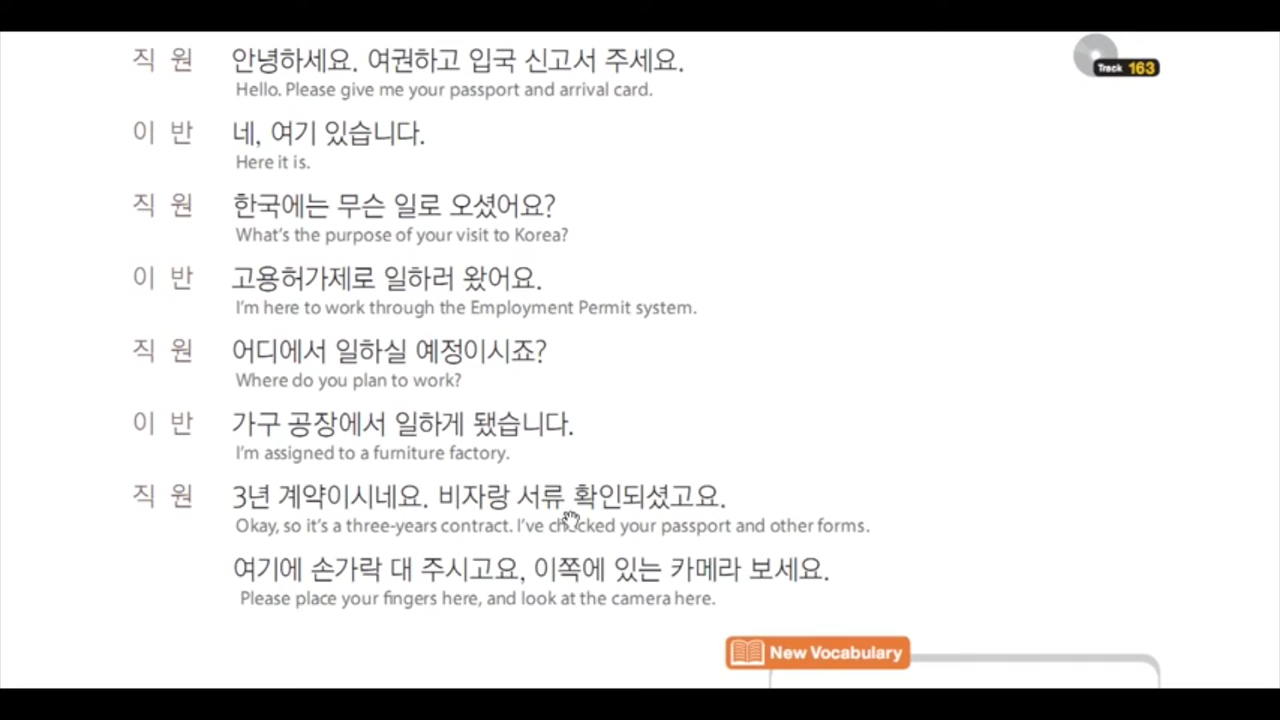 직 원 안녕하세요. 여권하고 입국 신고서 주세요.
Track 163
Hello. Please give me your passport and arrival card.
이 반 네, 여기 있습니다.
Here it is.
직 원 한국에는 무슨 일로 오셨어요?
What's the purpose of your visit to Korea?
이 반 고용허가제로 일하러 왔어요.
I'm here to work through the Employment Permit system.
직 원 어디에서 일하실 예정이시죠?
Where do you plan to work?
이 반 가구 공장에서 일하게 됐습니다.
I'm assigned to a furniture factory.
직 원 3년 계약이시네요. 비자랑 서류 확인되셨고요.
Okay, so it's a three-years contract. I've checked your passport and other forms.
여기에 손가락 대 주시고요, 이쪽에 있는 카메라 보세요.
Please place your fingers here, and look at the camera here.
New Vocabulary